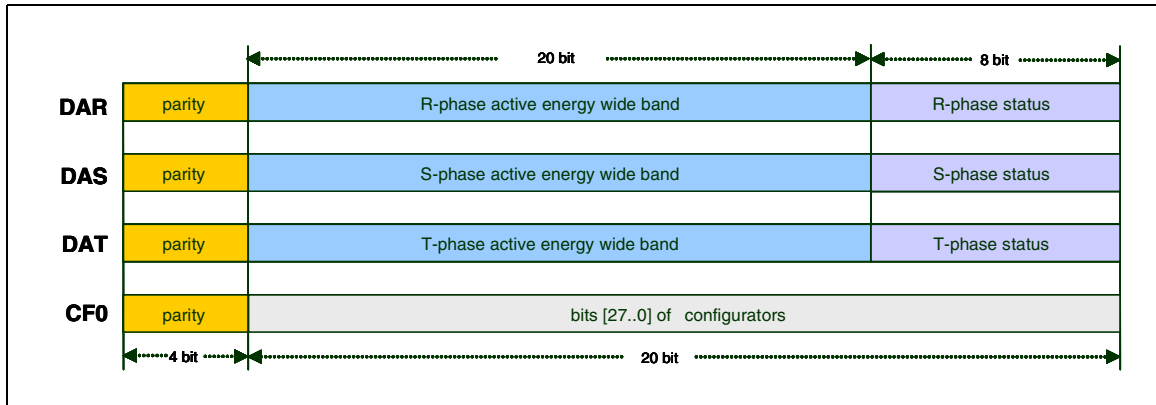 20 bit 8 bit
DAR parity R-phase active energy wide band R-phase status
DAS parity S-phase active energy wide band S-phase status
DAT parity T-phase active energy wide band T-phase status
CF0 parity bits [27..0] of configurators
4 bit 20 bit